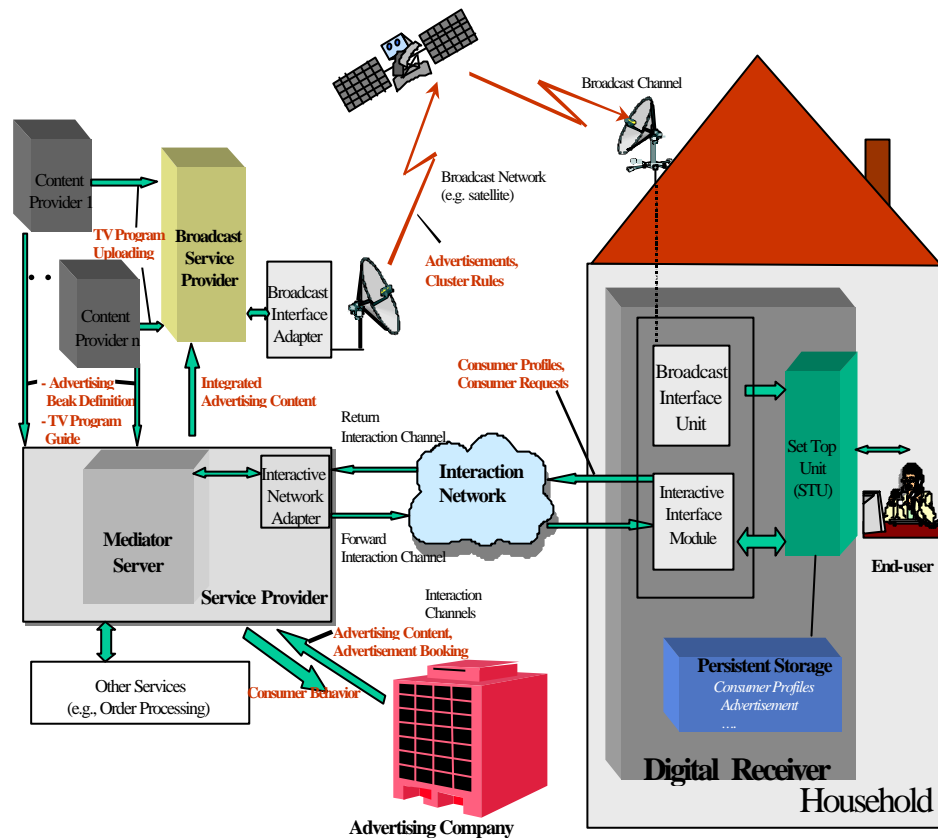 Broadcast Channel
Content
Provider 1
TV Program
Uploading
Broadcast
Service
Provider
Broadcast Network
(e.g. satellite)
Advertisements,
Cluster Rules
Content
Provider n
Broadcast
Interface
Adapter
- Advertising
Beak Definition
- TV Program
Guide
Integrated
Advertising Content
Consumer Profiles,
Consumer Requests
Broadcast
Interface
Unit
Set Top
Unit
(STU)
Return
Interaction Channel
Interaction
Network
Interactive
Network
Adapter
Interactive
Interface
Module
Mediator
Server
Forward
Interaction Channel
End-user
Service Provider
Interaction
Channels
Advertising Content,
Advertisement Booking
Other Services
(e.g., Order Processing)
Consumer Behavior
Persistent Storage
Consumer Profiles
Advertisement
....
Digital Receiver
Household
Advertising Company